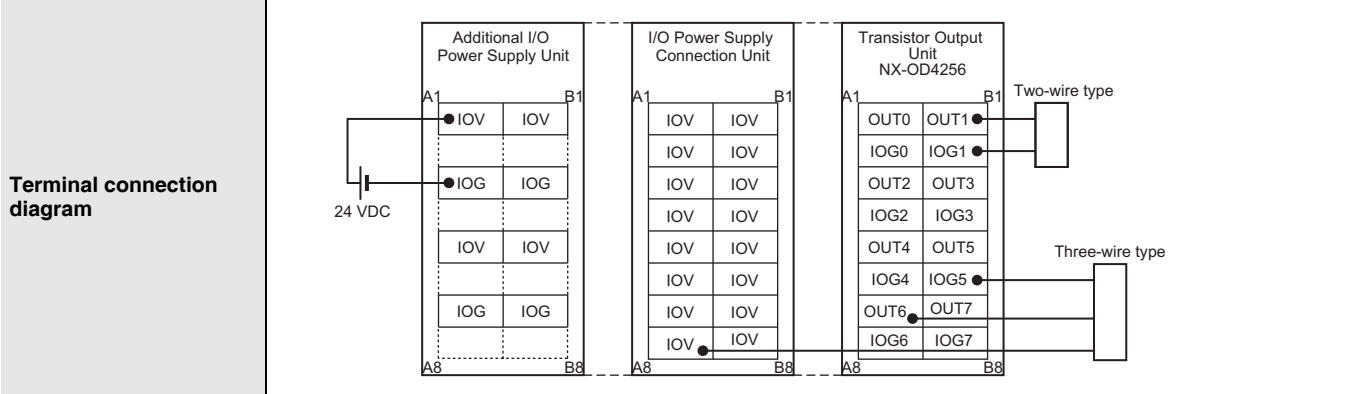 Terminal connection
diagram
Additional I/O
Power Supply Unit
I/O Power Supply
Connection Unit
Transistor Output
Unit
NX-OD4256
Two-wire type
A1 B1 A1 B1 A1 B1
IOV IOV IOV IOV OUT0 OUT1
IOV IOV IOG0 IOG1
IOG IOG IOV IOV OUT2 OUT3
24 VDC
IOV IOV IOG2 IOG3
IOV IOV IOV IOV OUT4 OUT5
Three-wire type
IOV IOV IOG4 IOG5
IOG IOG IOV IOV OUT6 OUT7
IOV IOV IOG6 IOG7
A8 B8 A8 B8 A8 B8